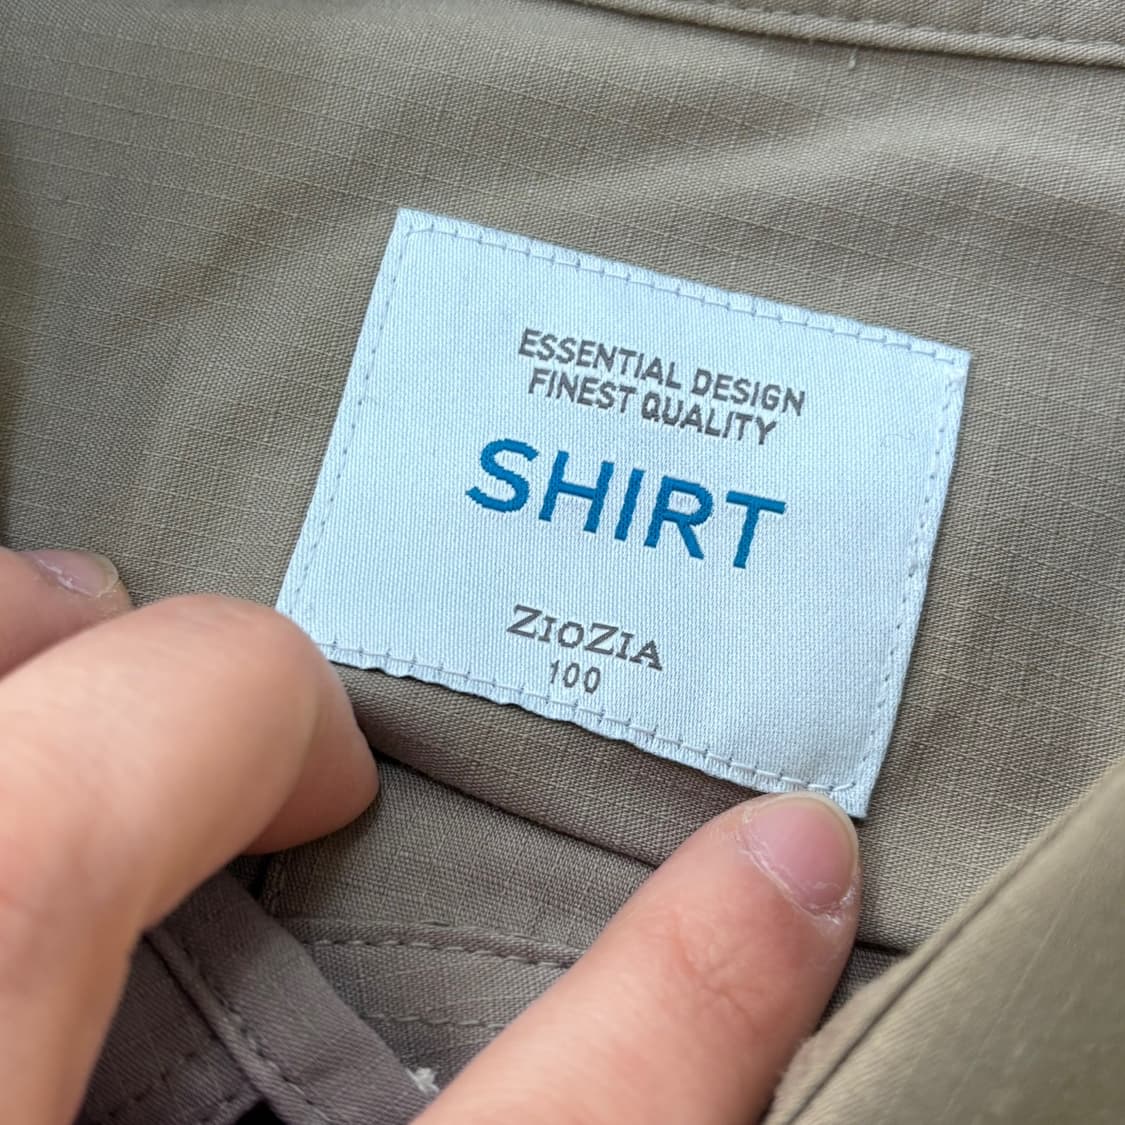 ESSENTIAL DESIGN
FINEST QUALITY
SHIRT
ZIOZIA
100